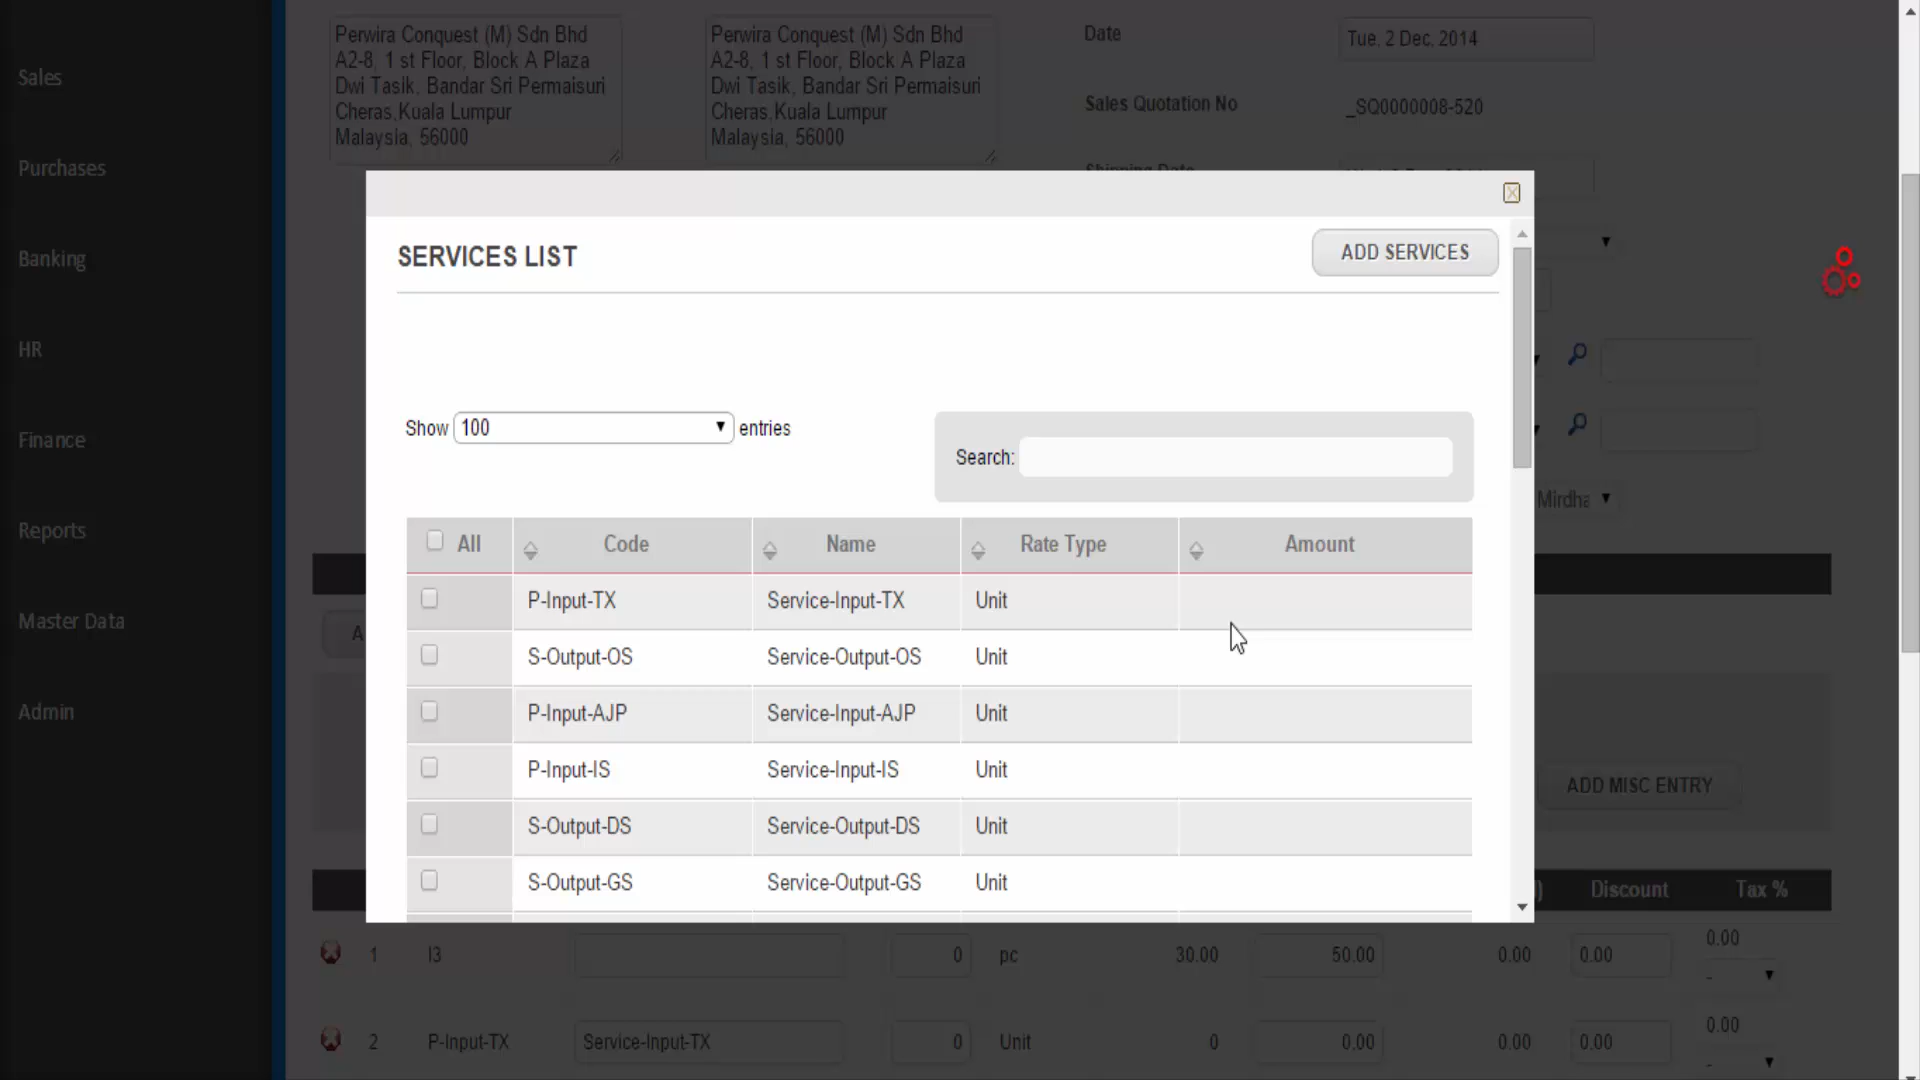 Sales
Purchases
Banking
HR
Finance
Reports
Master Data
Admin
Perwira Conquest (M) Sdn Bhd
A2-8, 1 st Floor, Block A Plaza
Dwi Tasik, Bandar Sri Permaisuri
Cheras,Kuala Lumpur
Malaysia, 56000
Perwira Conquest (M) Sdn Bhd
A2-8, 1 st Floor, Block A Plaza
Dwi Tasik, Bandar Sri Permaisuri
Cheras,Kuala Lumpur
Malaysia, 56000
Date Tue, 2 Dec, 2014
Sales Quotation No _SQ0000008-520
Shipping Date
SERVICES LIST
ADD SERVICES
Show 100 entries
Search:
All Code Name Rate Type Amount
P-Input-TX Service-Input-TX Unit
S-Output-OS Service-Output-OS Unit
P-Input-AJP Service-Input-AJP Unit
P-Input-IS Service-Input-IS Unit
S-Output-DS Service-Output-DS Unit
S-Output-GS Service-Output-GS Unit
Mirdha
A
ADD MISC ENTRY
) Discount Tax %
1 I3 0 pc 30.00 50.00 0.00 0.00 0.00
-
2 P-Input-TX Service-Input-TX 0 Unit 0 0.00 0.00 0.00 0.00
-